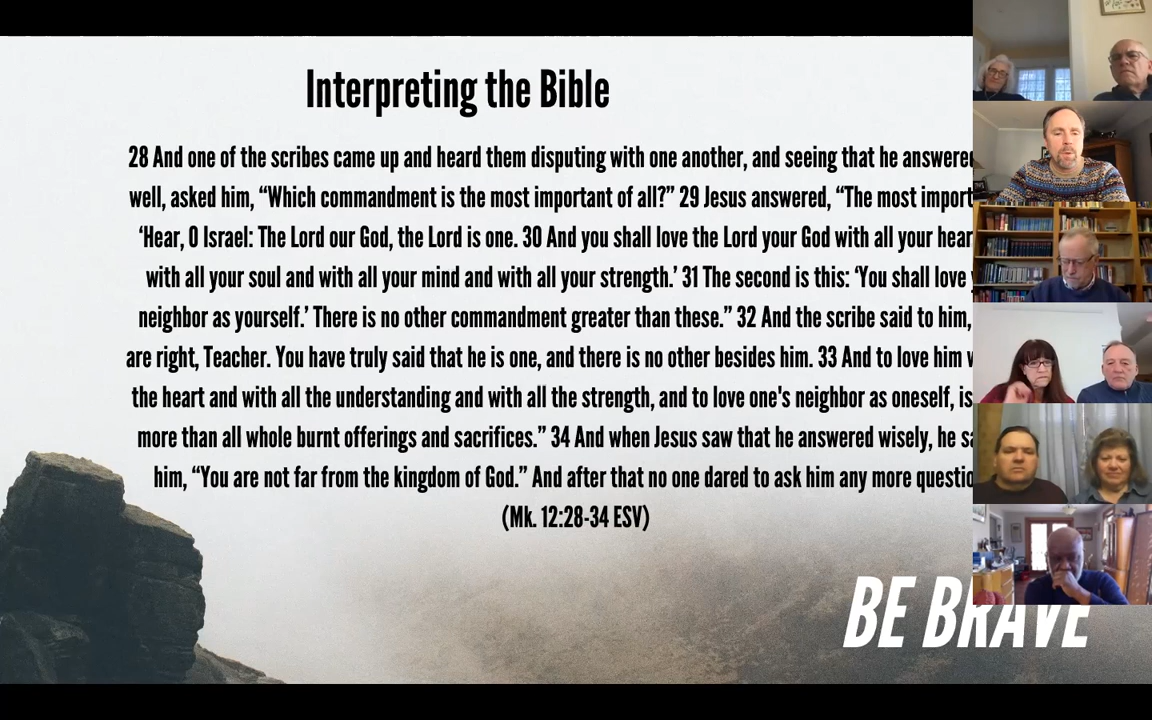 Interpreting the Bible
28 And one of the scribes came up and heard them disputing with one another, and seeing that he answered
well, asked him, “Which commandment is the most important of all?” 29 Jesus answered, “The most import
‘Hear, O Israel: The Lord our God, the Lord is one. 30 And you shall love the Lord your God with all your hear
with all your soul and with all your mind and with all your strength.’ 31 The second is this: ‘You shall love
neighbor as yourself.’ There is no other commandment greater than these.” 32 And the scribe said to him,
are right, Teacher. You have truly said that he is one, and there is no other besides him. 33 And to love him
the heart and with all the understanding and with all the strength, and to love one's neighbor as oneself, is
more than all whole burnt offerings and sacrifices.” 34 And when Jesus saw that he answered wisely, he
him, “You are not far from the kingdom of God.” And after that no one dared to ask him any more questio
(Mk. 12:28-34 ESV)
BE BRAVE